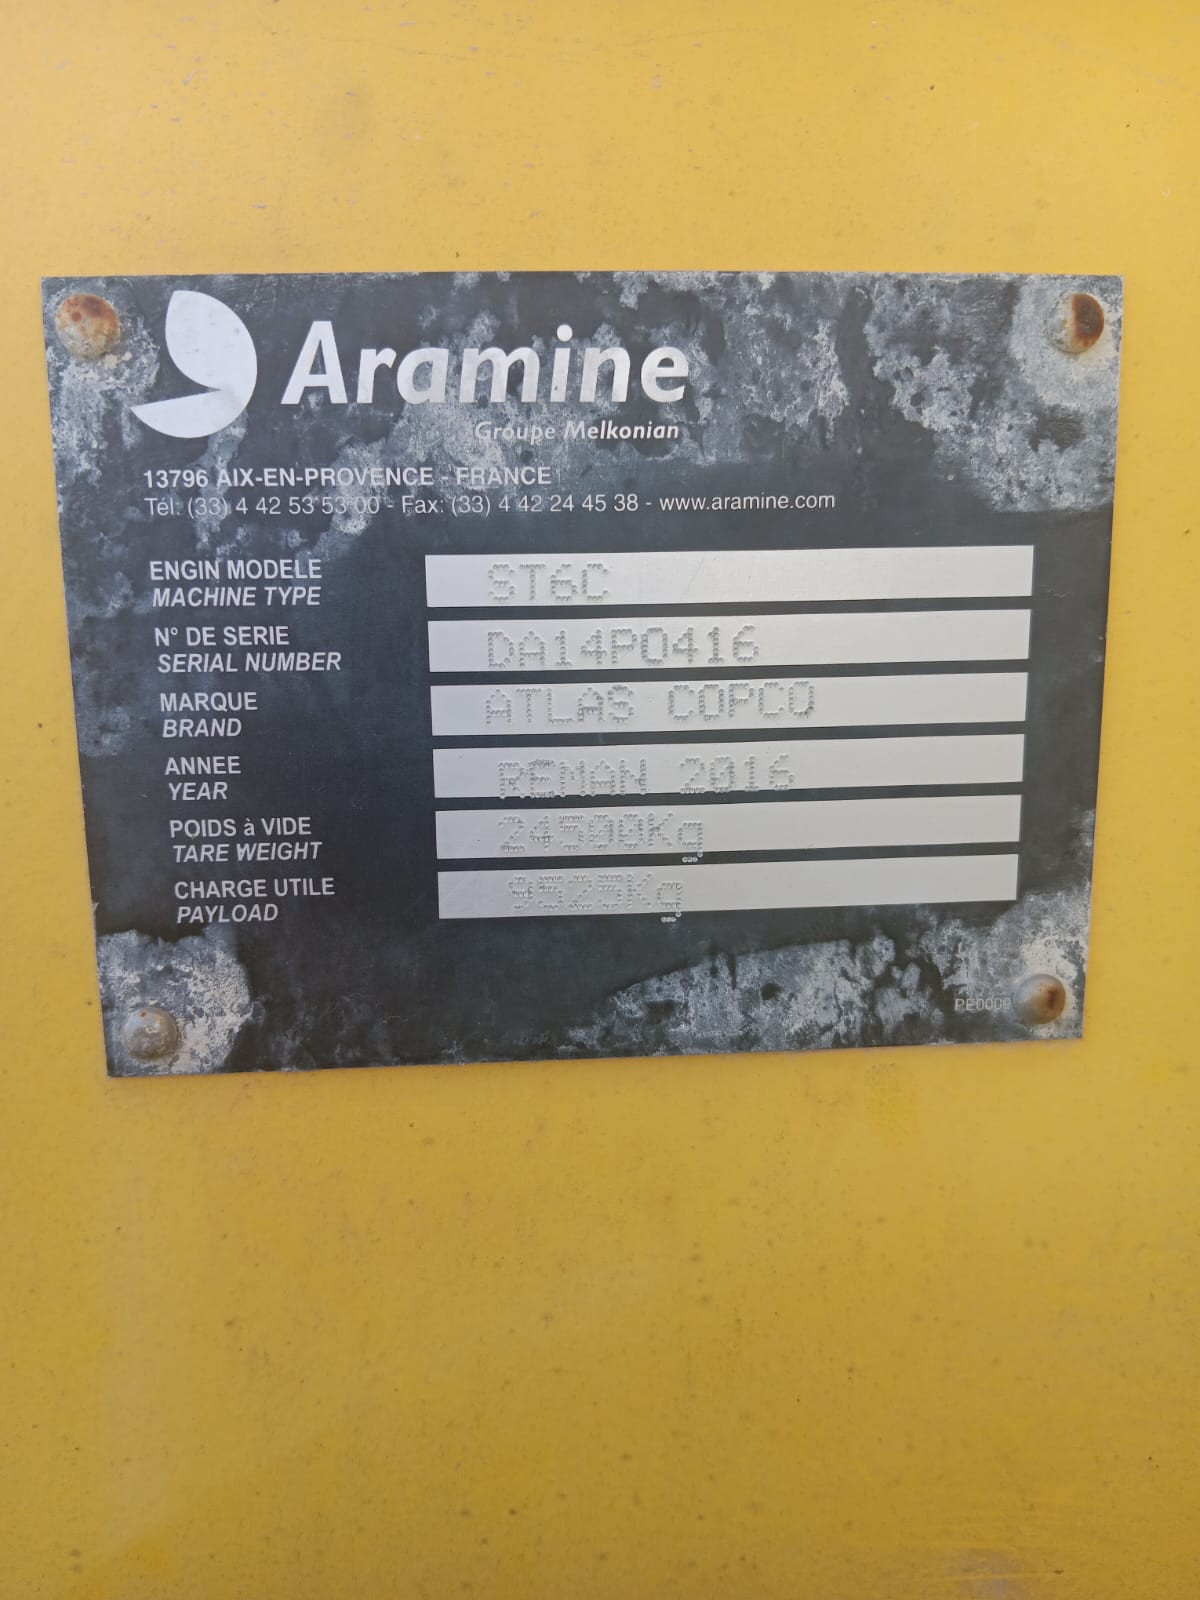 Aramine
Groupe Melkonian
13796 AIX-EN-PROVENCE - FRANCE
Tél: (33) 4 42 53 53 00 - Fax: (33) 4 42 24 45 38 - www.aramine.com
ENGIN MODELE
MACHINE TYPE
ST6C
N° DE SERIE
SERIAL NUMBER
DA14P0416
MARQUE
BRAND
ATLAS COPCO
ANNEE
YEAR
REMAN 2016
POIDS à VIDE
TARE WEIGHT
24500Kg
CHARGE UTILE
PAYLOAD
9525Kg
PE0009